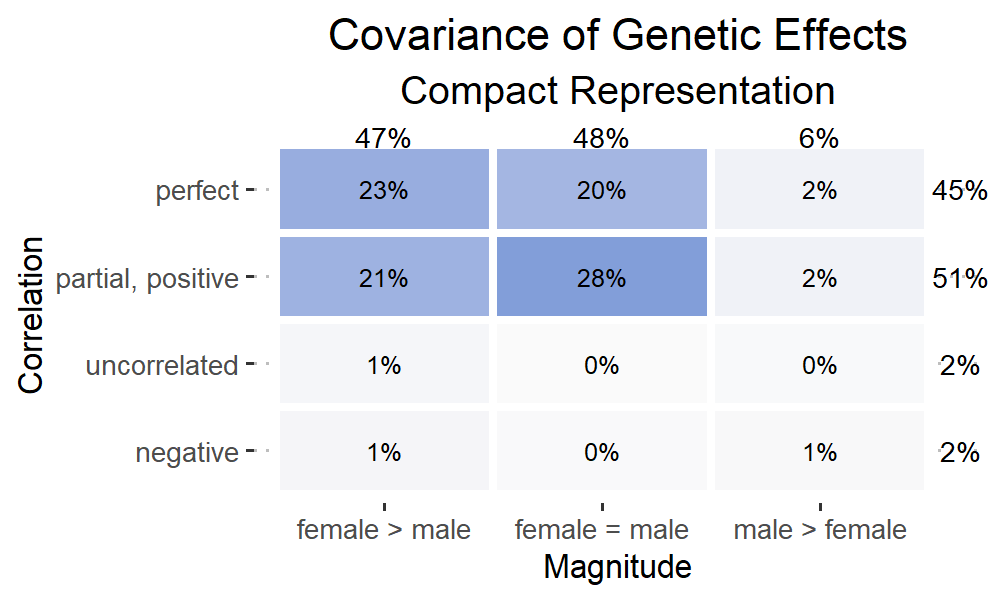 Covariance of Genetic Effects
Compact Representation
47% 48% 6%
perfect 23% 20% 2% 45%
partial, positive 21% 28% 2% 51%
uncorrelated 1% 0% 0% 2%
negative 1% 0% 1% 2%
Correlation
female > male female = male male > female
Magnitude